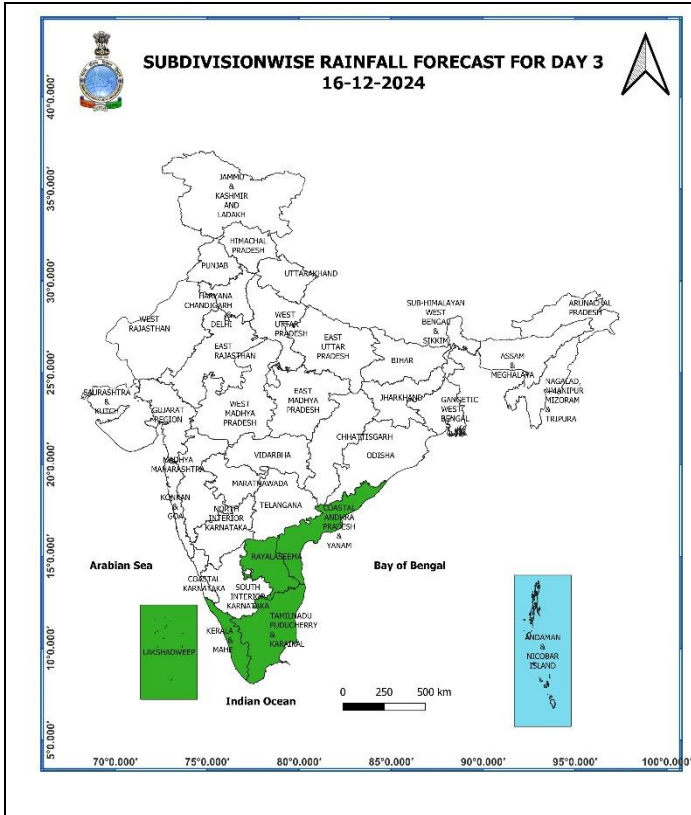 SUBDIVISIONWISE RAINFALL FORECAST FOR DAY 3
16-12-2024
40°0.000'
35°0.000'
30°0.000'
25°0.000'
20°0.000'
15°0.000'
10°0.000'
5°0.000'
JAMMU
&
KASHMIR
AND
LADAKH
HIMACHAL
PRADESH
PUNJAB
UTTARAKHAND
HARYANA
CHANDIGARH
&
DELHI
WEST
RAJASTHAN
WEST
UTTAR
PRADESH
EAST
RAJASTHAN
EAST
UTTAR
PRADESH
SUB-HIMALAYAN
WEST
BENGAL
&
SIKKIM
ARUNACHAL
PRADESH
BIHAR
ASSAM
&
MEGHALAYA
NAGALAD,
MANIPUR
MIZORAM
&
TRIPURA
SAURASHTRA
&
KUTCH
GUJARAT
REGION
WEST
MADHYA
PRADESH
EAST
MADHYA
PRADESH
JHARKHAND
GANGETIC
WEST
BENGAL
CHHATTISGARH
ODISHA
VIDARBHA
MADHYA
MAHARASHTRA
MARATHWADA
KONKAN
&
GOA
NORTH
INTERIOR
KARNATAKA
TELANGANA
COASTAL
ANDHRA
PRADESH
&
YANAM
RAYALASEEMA
Arabian Sea
Bay of Bengal
COASTAL
KARNATAKA
SOUTH
INTERIOR
KARNATAKA
TAMILNADU
PUDUCHERRY
&
KARAIKAL
KERALA
&
MAHE
LAKSHADWEEP
ANDAMAN
&
NICOBAR
ISLAND
Indian Ocean
0 250 500 km
70°0.000' 75°0.000' 80°0.000' 85°0.000' 90°0.000' 95°0.000' 100°0.000'